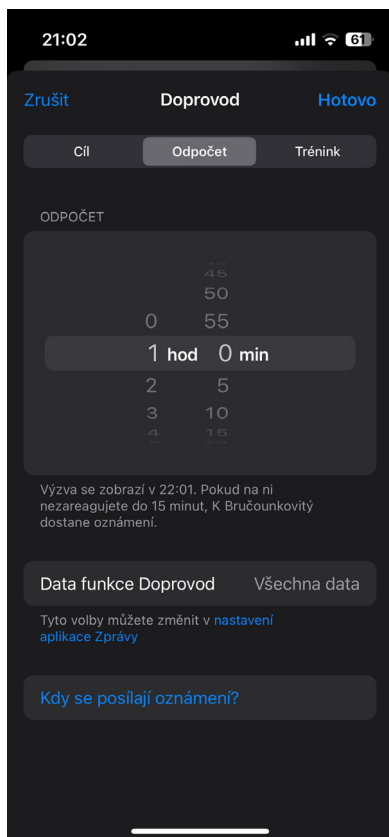 21:02
61
Zrušit
Doprovod
Hotovo
Cíl
Odpočet
Trénink
ODPOČET
45
50
0 55
1 hod 0 min
2 5
3 10
4 15
Výzva se zobrazí v 22:01. Pokud na ni
nezareagujete do 15 minut, K Bručounkovitý
dostane oznámení.
Data funkce Doprovod Všechna data
Tyto volby můžete změnit v nastavení
aplikace Zprávy
Kdy se posílají oznámení?